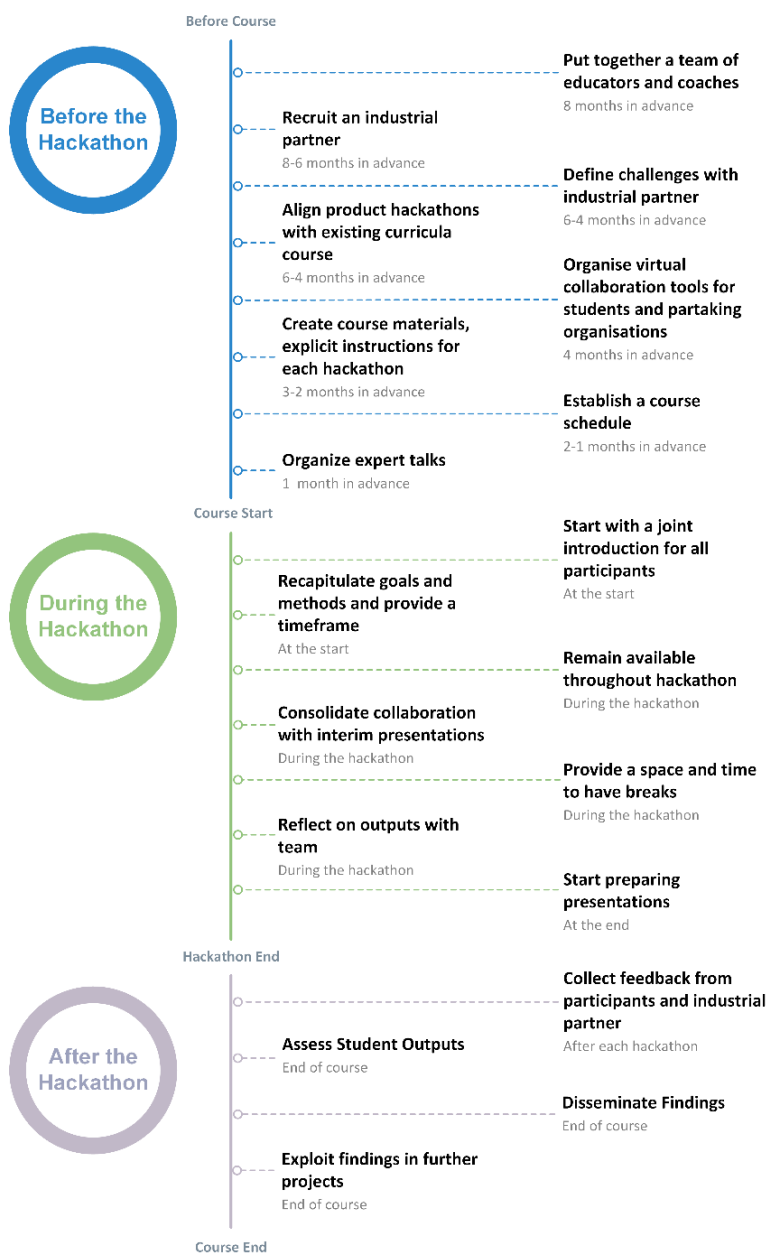 Before Course
Before the
Hackathon
Put together a team of
educators and coaches
8 months in advance
Recruit an industrial
partner
8-6 months in advance
Define challenges with
industrial partner
6-4 months in advance
Align product hackathons
with existing curricula
course
6-4 months in advance
Organise virtual
collaboration tools for
students and partaking
organisations
4 months in advance
Create course materials,
explicit instructions for
each hackathon
3-2 months in advance
Establish a course
schedule
2-1 months in advance
Organize expert talks
1  month in advance
Course Start
During the
Hackathon
Start with a joint
introduction for all
participants
At the start
Recapitulate goals and
methods and provide a
timeframe
At the start
Remain available
throughout hackathon
During the hackathon
Consolidate collaboration
with interim presentations
During the hackathon
Provide a space and time
to have breaks
During the hackathon
Reflect on outputs with
team
During the hackathon
Start preparing
presentations
At the end
Hackathon End
After the
Hackathon
Collect feedback from
participants and industrial
partner
After each hackathon
Assess Student Outputs
End of course
Disseminate Findings
End of course
Exploit findings in further
projects
End of course
Course End